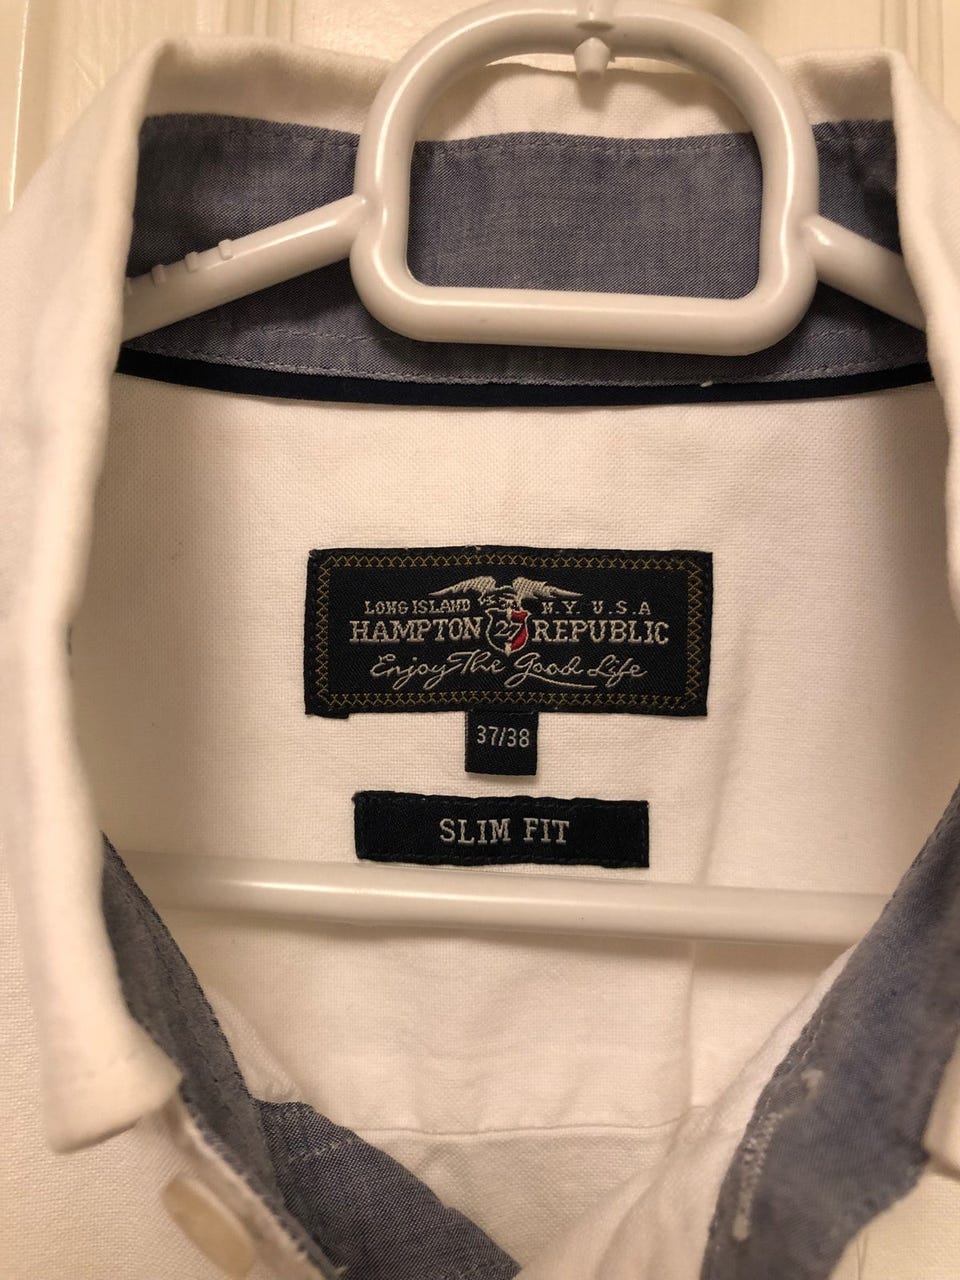 LONG ISLAND N.Y. U.S.A
HAMPTON 27 REPUBLIC
Enjoy The Good Life
37/38
SLIM FIT